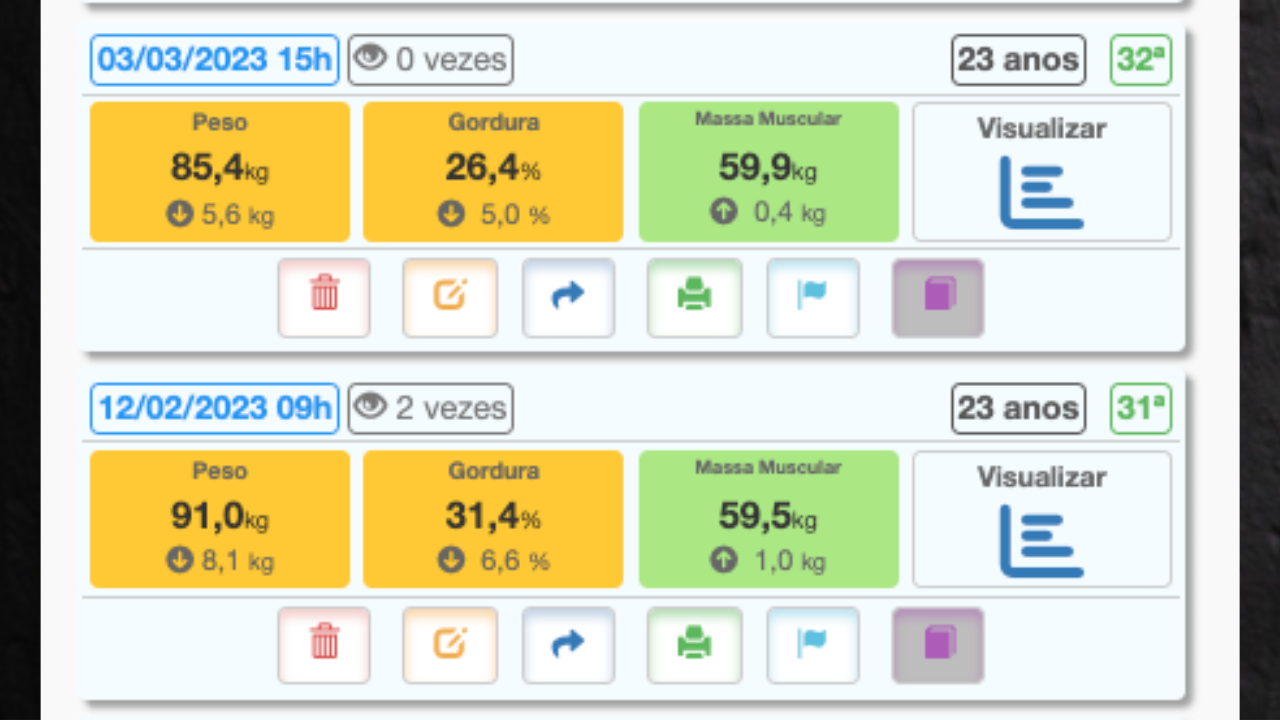 03/03/2023 15h 0 vezes 23 anos 32ª
Peso Gordura Massa Muscular Visualizar
85,4kg 26,4% 59,9kg
5,6 kg 5,0 % 0,4 kg
12/02/2023 09h 2 vezes 23 anos 31ª
Peso Gordura Massa Muscular Visualizar
91,0kg 31,4% 59,5kg
8,1 kg 6,6 % 1,0 kg